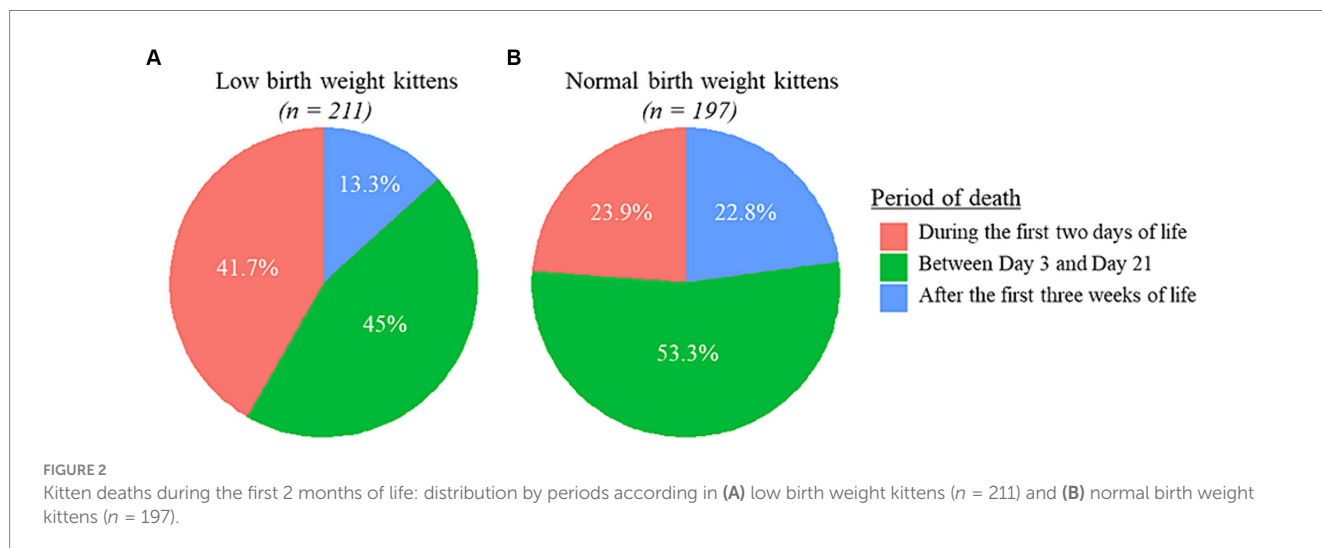 A
Low birth weight kittens
(n = 211)
13.3%
41.7%
45%
B
Normal birth weight kittens
(n = 197)
23.9%
22.8%
53.3%
Period of death
During the first two days of life
Between Day 3 and Day 21
After the first three weeks of life
FIGURE 2
Kitten deaths during the first 2 months of life: distribution by periods according in (A) low birth weight kittens (n = 211) and (B) normal birth weight
kittens (n = 197).